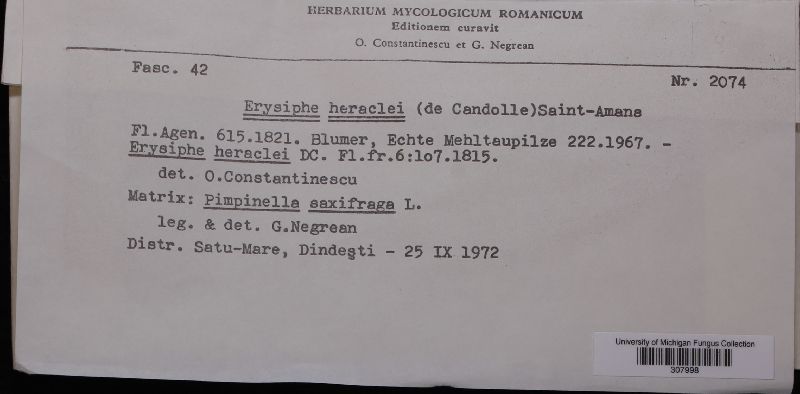 HERBARIUM MYCOLOGICUM ROMANICUM
Editionem curavit
O. Constantinescu et G. Negrean
Fasc. 42
Nr. 2074
Erysiphe heraclei (de Candolle)Saint-Amans
Fl.Agen. 615.1821. Blumer, Echte Mehltaupilze 222.1967. -
Erysiphe heraclei DC. Fl.fr.6:1o7.1815.
det. O.Constantinescu
Matrix: Pimpinella saxifraga L.
leg. & det. G.Negrean
Distr. Satu-Mare, Dindeşti - 25 IX 1972
University of Michigan Fungus Collection
307998